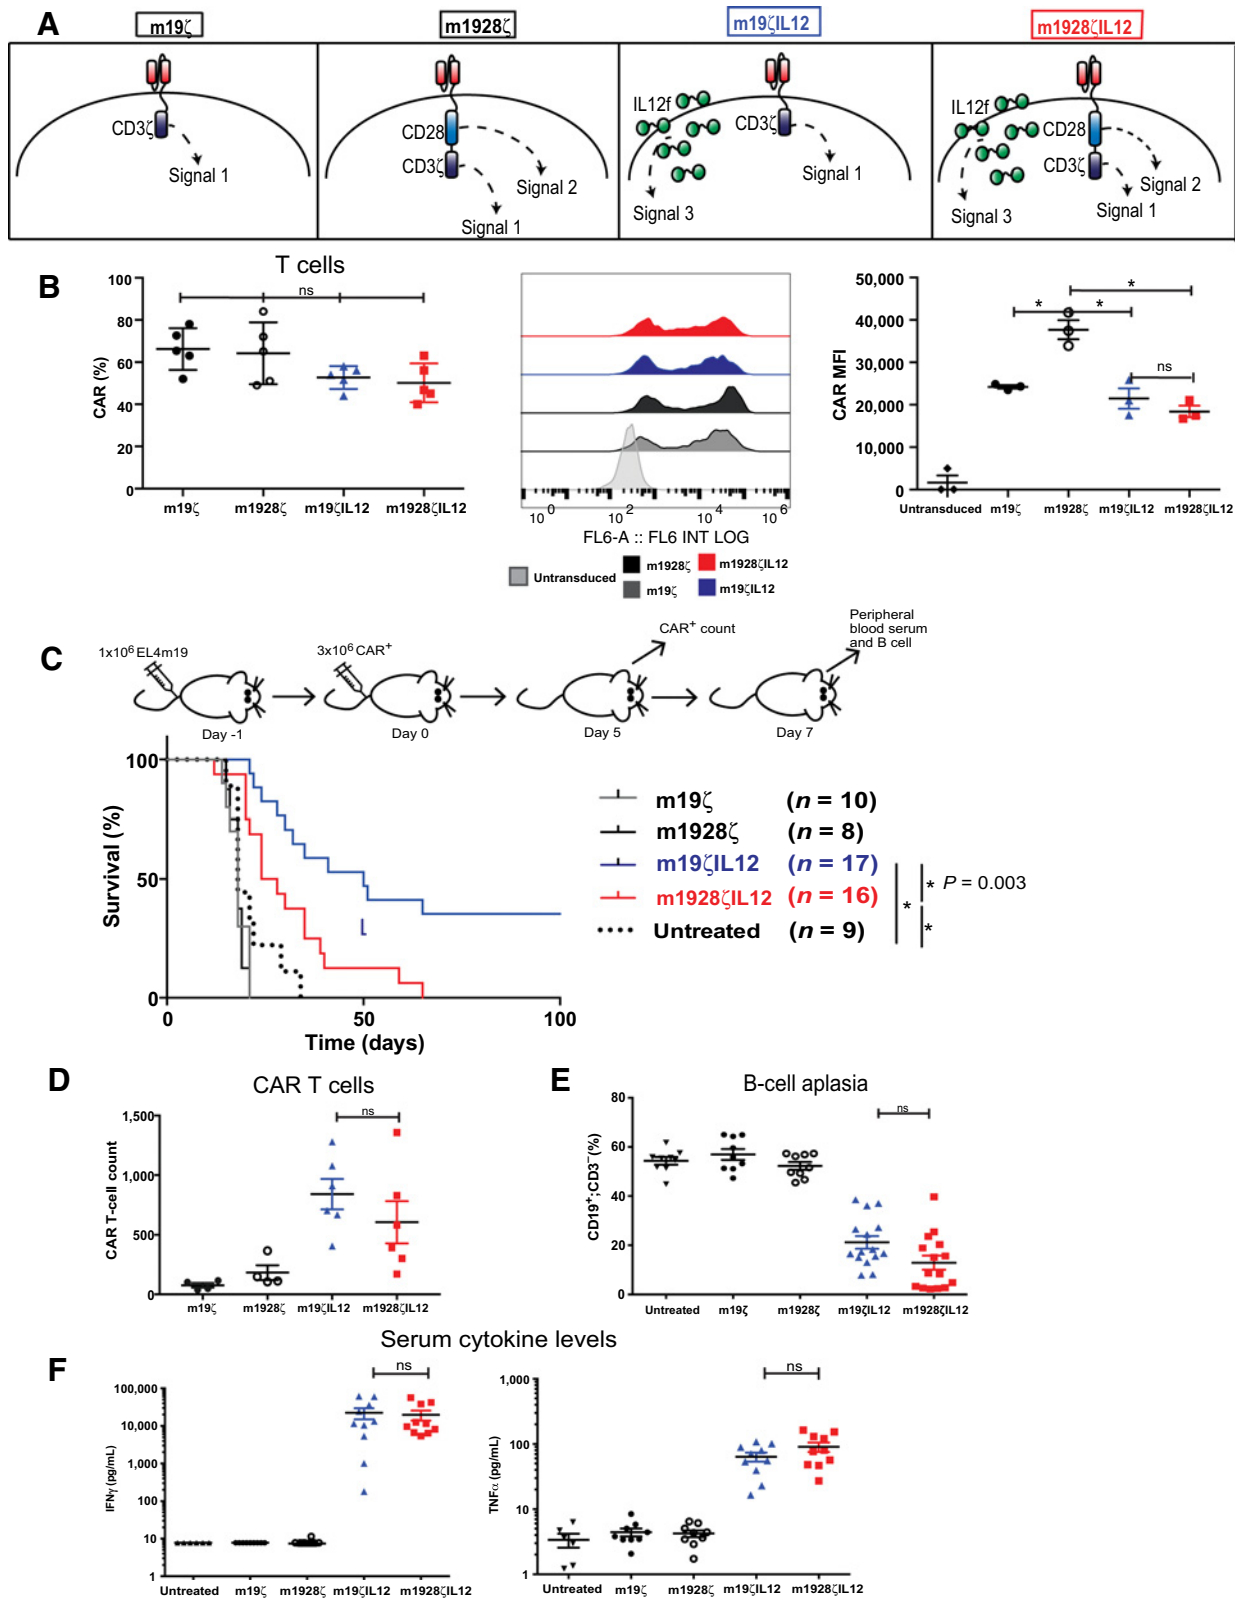 A
m19ζ
m1928ζ
m19ζIL12
m1928ζIL12
CD3ζ
Signal 1
CD28
CD3ζ
Signal 2
Signal 1
IL12f
CD3ζ
Signal 1
Signal 3
IL12f
CD28
CD3ζ
Signal 2
Signal 1
Signal 3
B
T cells
ns
CAR (%)
100
80
60
40
20
0
m19ζ m1928ζ m19ζIL12 m1928ζIL12
10^0 10^2 10^4 10^6
FL6-A :: FL6 INT LOG
Untransduced
m1928ζ
m19ζ
m1928ζIL12
m19ζIL12
CAR MFI
50,000
40,000
30,000
20,000
10,000
0
* * *
ns
Untransduced m19ζ m1928ζ m19ζIL12 m1928ζIL12
C
1x10^6 EL4m19
3x10^6 CAR+
CAR+ count
Peripheral
blood serum
and B cell
Day -1
Day 0
Day 5
Day 7
Survival (%)
100
50
0
0 50 100
Time (days)
m19ζ (n = 10)
m1928ζ (n = 8)
m19ζIL12 (n = 17)
m1928ζIL12 (n = 16)
Untreated (n = 9)
* * P = 0.003
*
D
CAR T cells
ns
CAR T-cell count
1,500
1,000
500
0
m19ζ m1928ζ m19ζIL12 m1928ζIL12
E
B-cell aplasia
ns
CD19+;CD3−(%)
80
60
40
20
0
Untreated m19ζ m1928ζ m19ζIL12 m1928ζIL12
Serum cytokine levels
F
ns
IFNγ (pg/mL)
100,000
10,000
1,000
100
10
1
Untreated m19ζ m1928ζ m19ζIL12 m1928ζIL12
ns
TNFα (pg/mL)
1,000
100
10
1
Untreated m19ζ m1928ζ m19ζIL12 m1928ζIL12